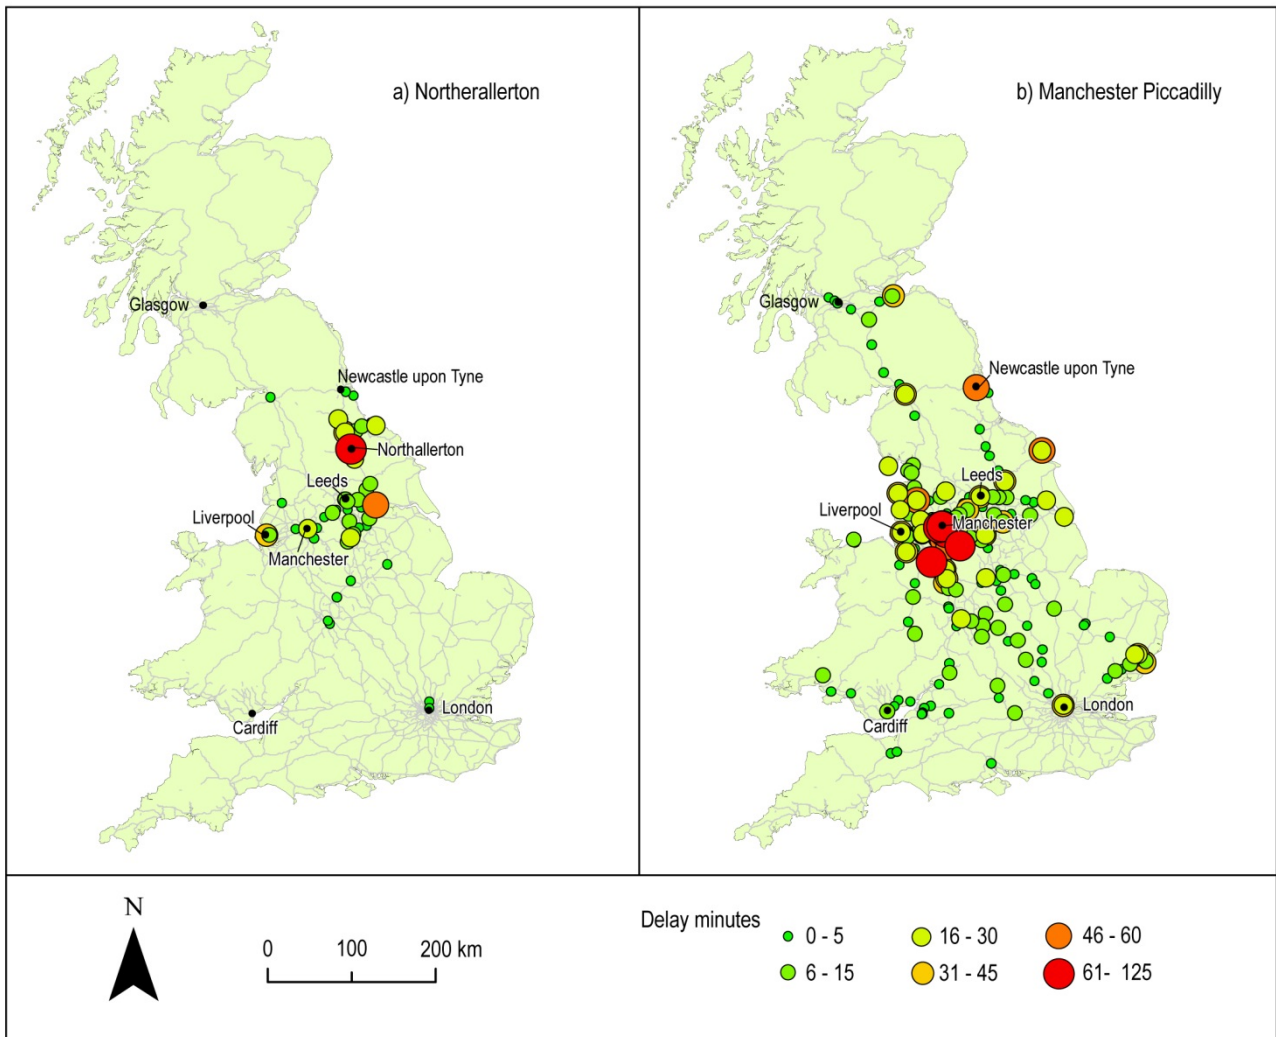 a) Northerallerton
Glasgow
Newcastle upon Tyne
Northallerton
Leeds
Liverpool
Manchester
London
Cardiff
b) Manchester Piccadilly
Glasgow
Newcastle upon Tyne
Leeds
Liverpool
Manchester
London
Cardiff
N
0 100 200 km
Delay minutes
0 - 5
6 - 15
16 - 30
31 - 45
46 - 60
61- 125